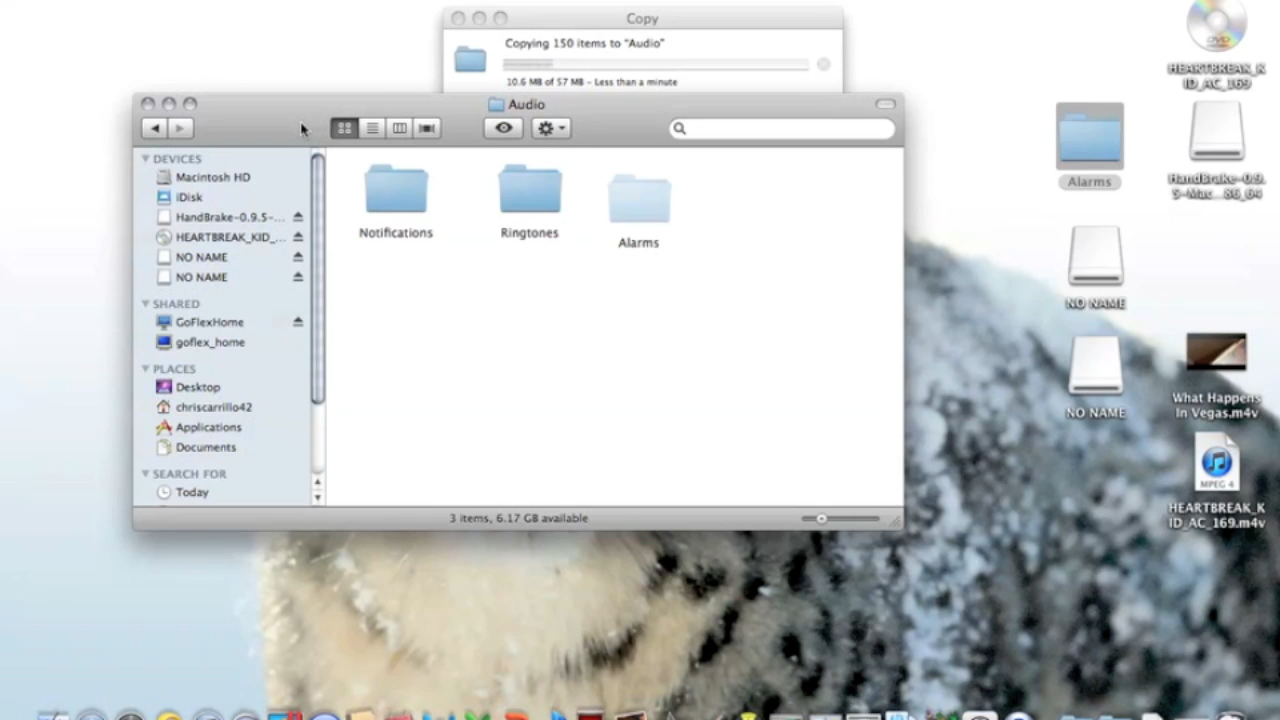 Copy
Copying 150 items to "Audio"
10.6 MB of 57 MB - Less than a minute
Audio
DEVICES
Macintosh HD
iDisk
HandBrake-0.9.5-...
HEARTBREAK_KID_...
NO NAME
NO NAME
SHARED
GoFlexHome
goflex_home
PLACES
Desktop
chriscarrillo42
Applications
Documents
SEARCH FOR
Today
Notifications
Ringtones
Alarms
3 items, 6.17 GB available
DVD
HEARTBREAK_K
ID_AC_169
Alarms
HandBrake-0.9.
5-Mac...86_64
NO NAME
What Happens
In Vegas.m4v
NO NAME
MPEG 4
HEARTBREAK_K
ID_AC_169.m4v